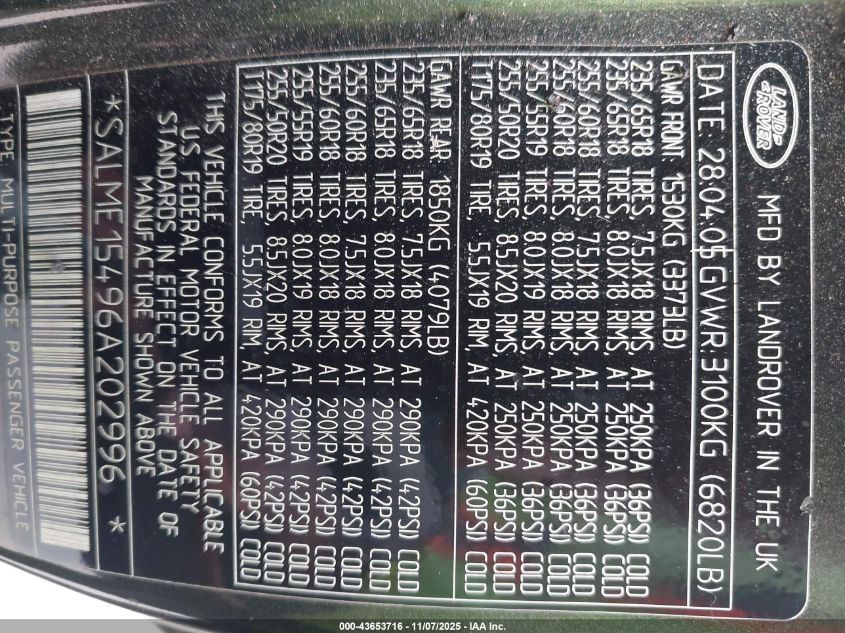 LAND-
ROVER
MFD BY LANDROVER IN THE UK
DATE: 28:04:05 GVWR:3100KG (6820LB)
GAWR FRONT: 1530KG (3373LB)
235/65R18 TIRES, 7.5JX18 RIMS, AT 250KPA (36PSI) COLD
235/65R18 TIRES, 8.0JX18 RIMS, AT 250KPA (36PSI) COLD
255/60R18 TIRES, 7.5JX18 RIMS, AT 250KPA (36PSI) COLD
255/60R18 TIRES, 8.0JX18 RIMS, AT 250KPA (36PSI) COLD
255/55R19 TIRES, 8.0JX19 RIMS, AT 250KPA (36PSI) COLD
255/50R20 TIRES, 8.5JX20 RIMS, AT 250KPA (36PSI) COLD
T175/80R19 TIRE, 5.5JX19 RIM, AT 420KPA (60PSI) COLD
GAWR REAR 1850KG (4079LB)
235/65R18 TIRES, 7.5JX18 RIMS, AT 290KPA (42PSI) COLD
235/65R18 TIRES, 8.0JX18 RIMS, AT 290KPA (42PSI) COLD
255/60R18 TIRES, 7.5JX18 RIMS, AT 290KPA (42PSI) COLD
255/60R18 TIRES, 8.0JX18 RIMS, AT 290KPA (42PSI) COLD
255/55R19 TIRES, 8.0JX19 RIMS, AT 290KPA (42PSI) COLD
255/50R20 TIRES, 8.5JX20 RIMS, AT 290KPA (42PSI) COLD
T175/80R19 TIRE, 5.5JX19 RIM, AT 420KPA (60PSI) COLD
THIS VEHICLE CONFORMS TO ALL APPLICABLE
US FEDERAL MOTOR VEHICLE SAFETY
STANDARDS IN EFFECT ON THE DATE OF
MANUFACTURE SHOWN ABOVE
*SALME15496A202996 *
TYPE: MULTI-PURPOSE PASSENGER VEHICLE
000-43653716 - 11/07/2025 - IAA Inc.